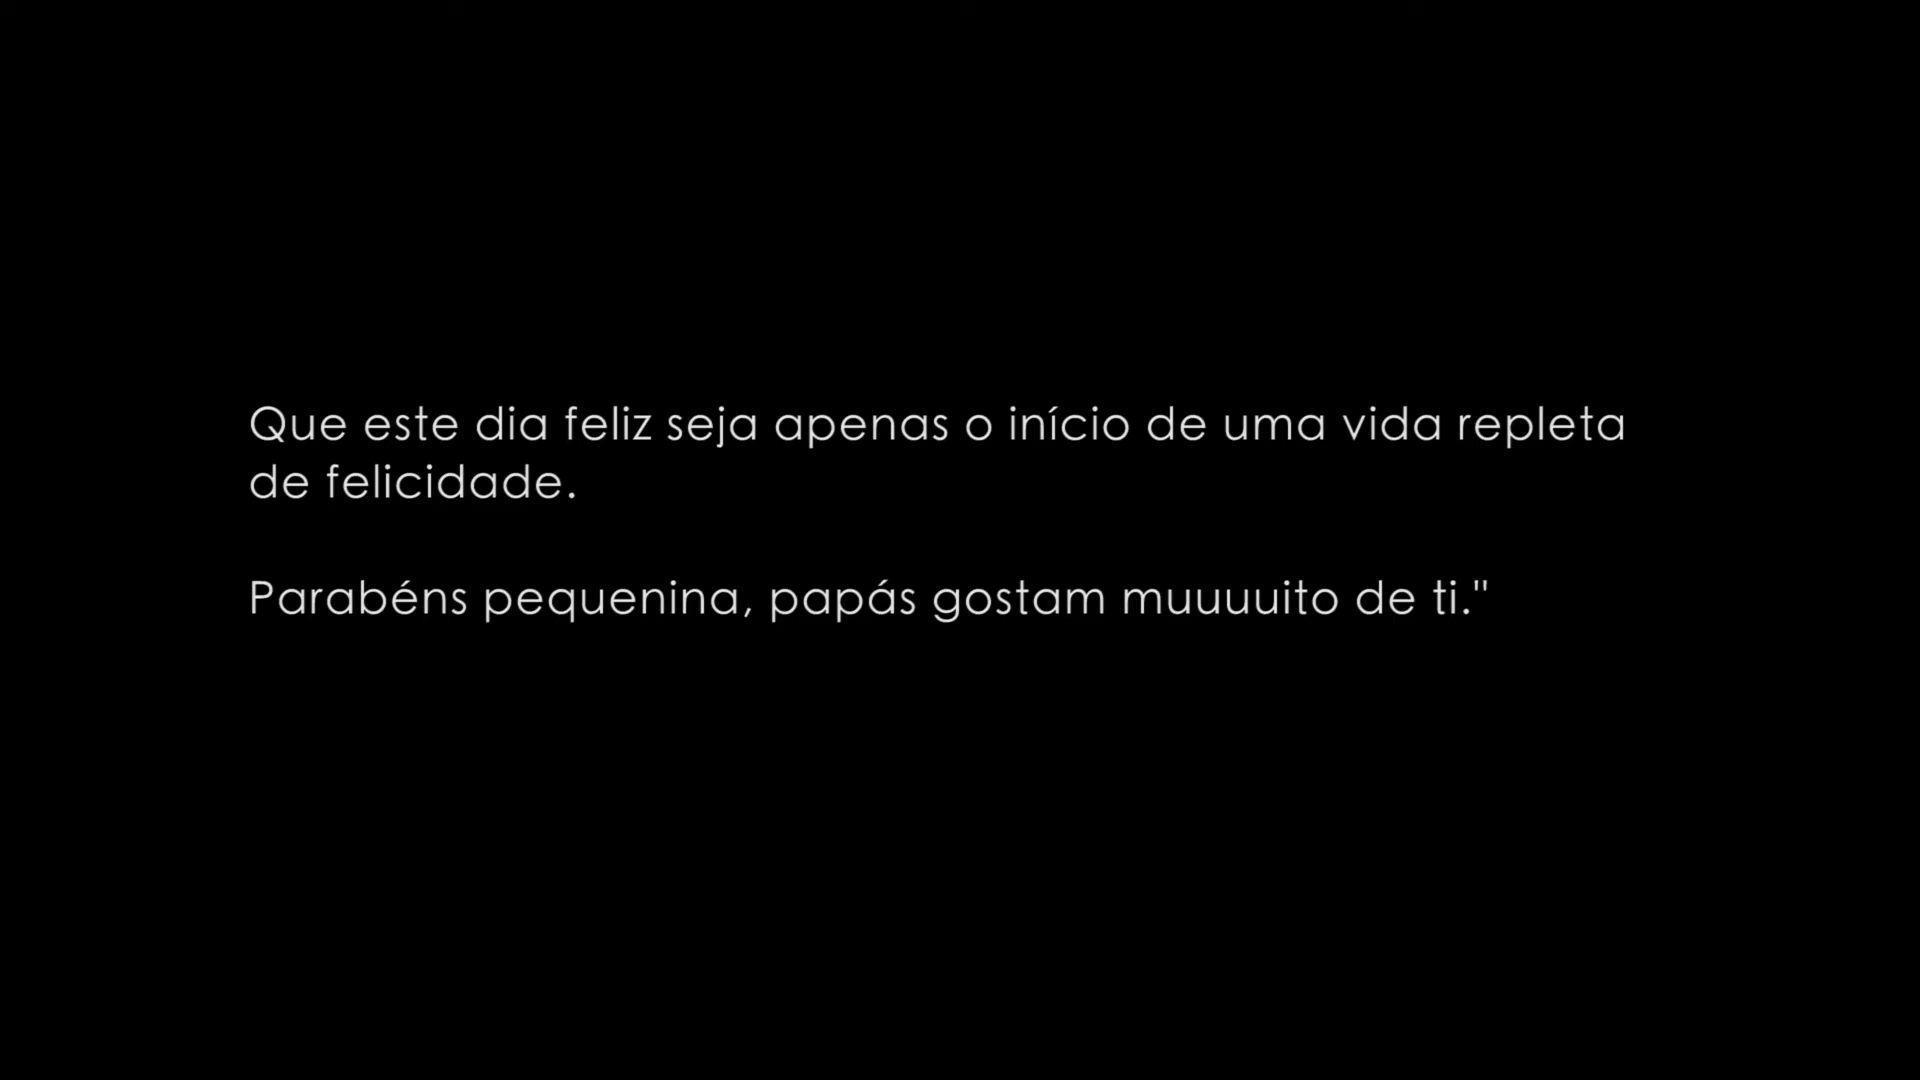 Que este dia feliz seja apenas o início de uma vida repleta
de felicidade.
Parabéns pequenina, papás gostam muuuuito de ti."